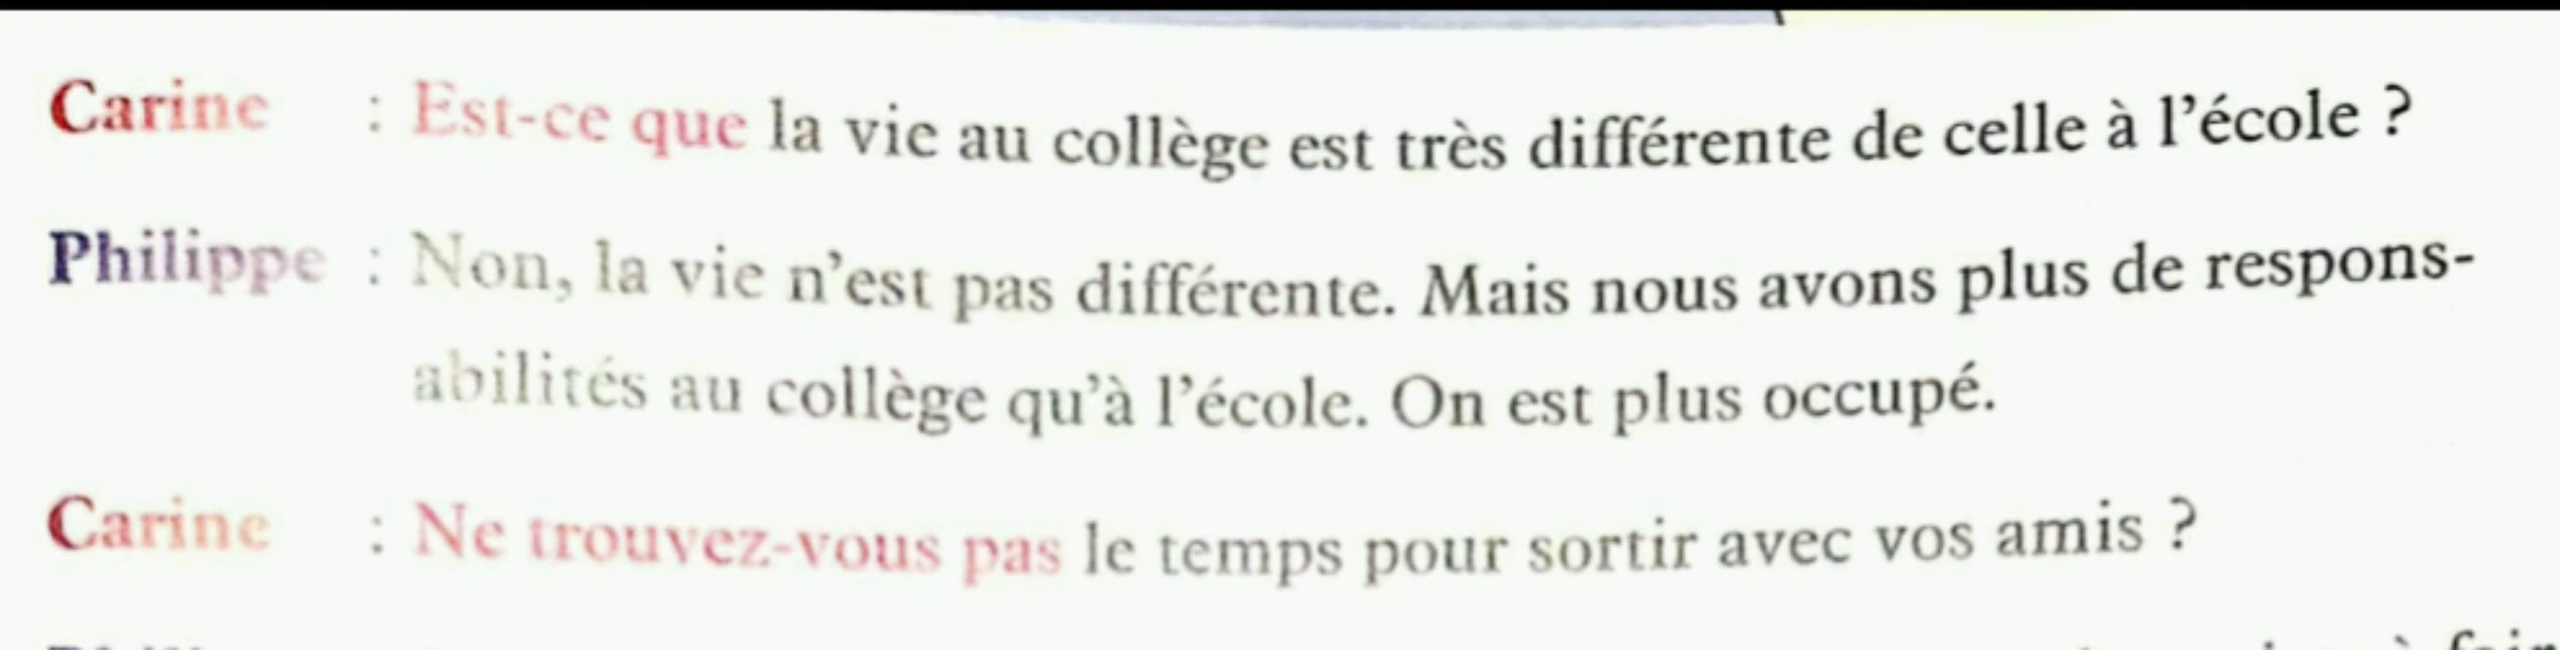 Carine : Est-ce que la vie au collège est très différente de celle à l'école ?
Philippe : Non, la vie n'est pas différente. Mais nous avons plus de respons-
abilités au collège qu'à l'école. On est plus occupé.
Carine : Ne trouvez-vous pas le temps pour sortir avec vos amis ?